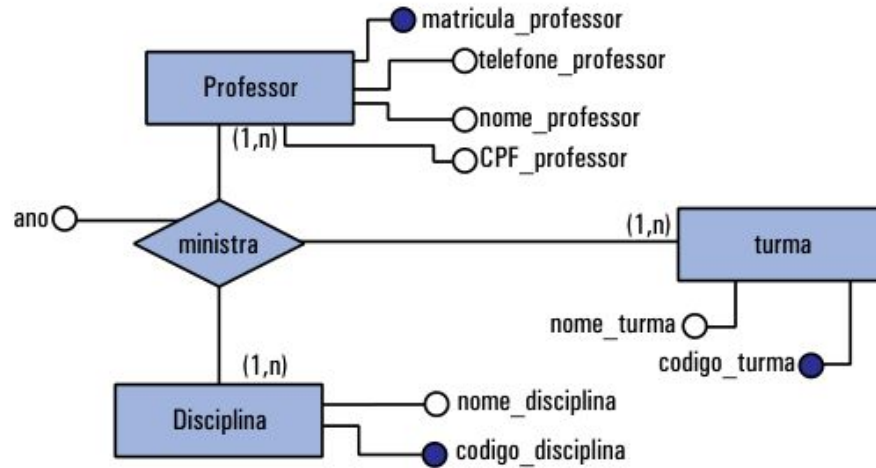 matricula_professor
Professor
telefone_professor
nome_professor
(1,n)
CPF_professor
ano
ministra
(1,n)
turma
nome_turma
codigo_turma
(1,n)
Disciplina
nome_disciplina
codigo_disciplina